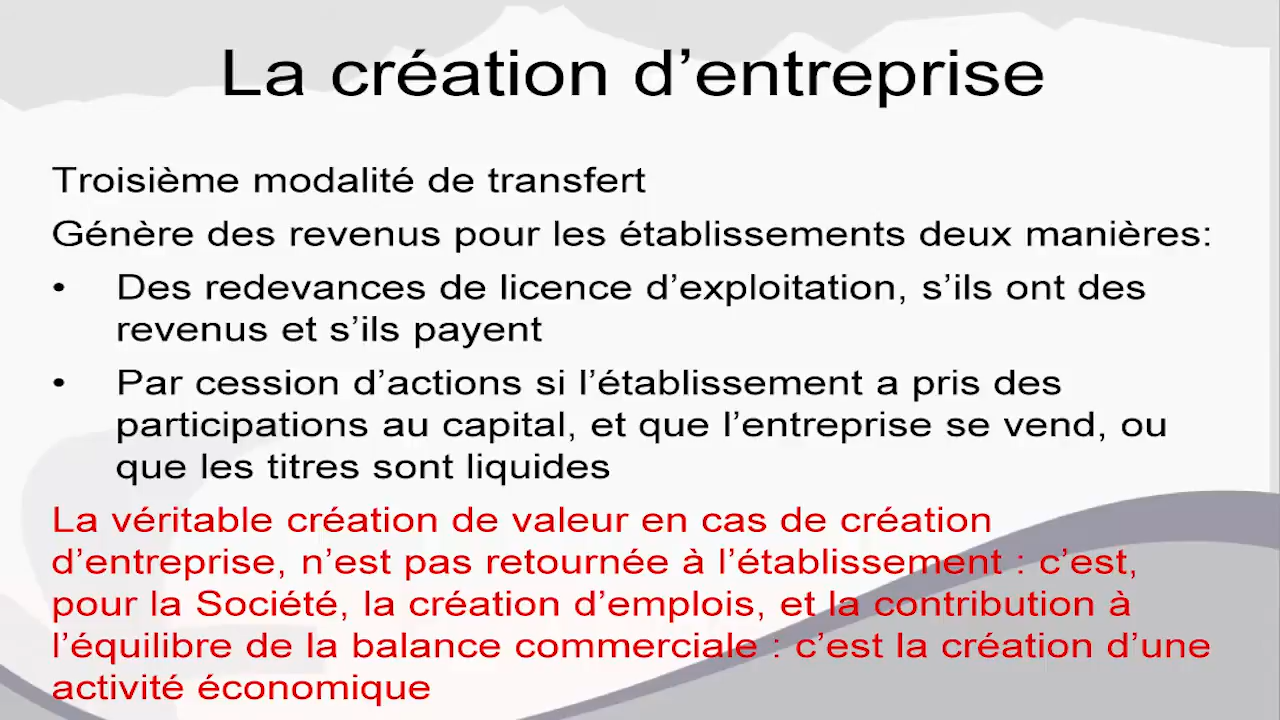 La création d’entreprise
Troisième modalité de transfert
Génère des revenus pour les établissements deux manières:
• Des redevances de licence d’exploitation, s’ils ont des
revenus et s’ils payent
• Par cession d’actions si l’établissement a pris des
participations au capital, et que l’entreprise se vend, ou
que les titres sont liquides
La véritable création de valeur en cas de création
d’entreprise, n’est pas retournée à l’établissement : c’est,
pour la Société, la création d’emplois, et la contribution à
l’équilibre de la balance commerciale : c’est la création d’une
activité économique